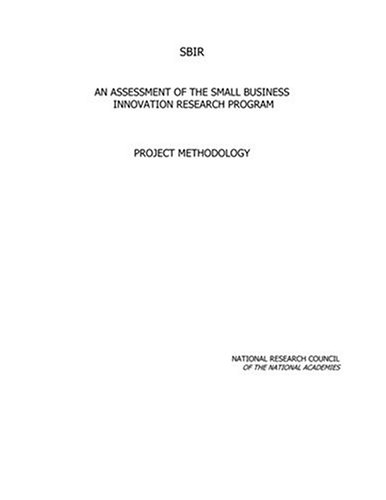 SBIR
AN ASSESSMENT OF THE SMALL BUSINESS
INNOVATION RESEARCH PROGRAM
PROJECT METHODOLOGY
NATIONAL RESEARCH COUNCIL
OF THE NATIONAL ACADEMIES